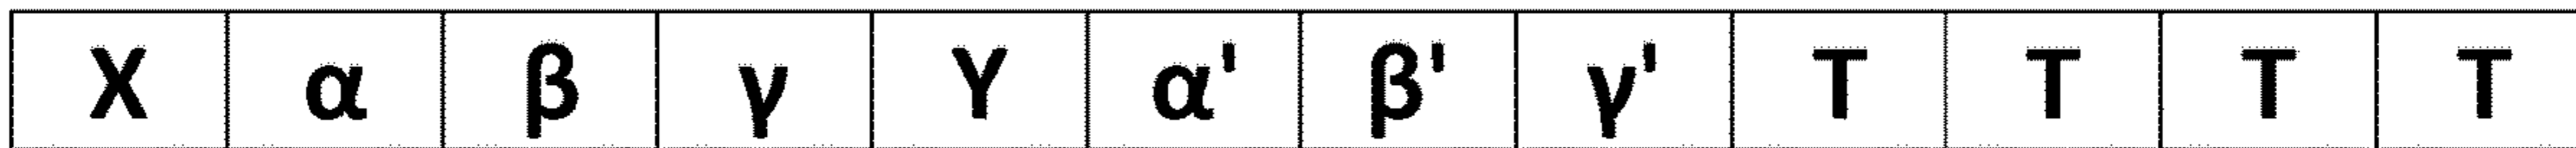 X α β γ Y α' β' γ' T T T T